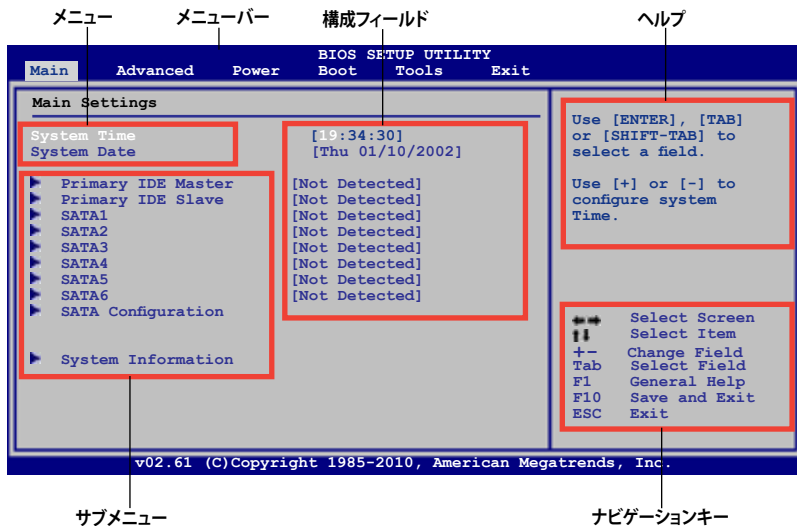 メニュー メニューバー 構成フィールド ヘルプ
BIOS SETUP UTILITY
Main Advanced Power Boot Tools Exit
Main Settings
System Time [19:34:30]
System Date [Thu 01/10/2002]
Primary IDE Master [Not Detected]
Primary IDE Slave [Not Detected]
SATA1 [Not Detected]
SATA2 [Not Detected]
SATA3 [Not Detected]
SATA4 [Not Detected]
SATA5 [Not Detected]
SATA6 [Not Detected]
SATA Configuration
System Information
Use [ENTER], [TAB]
or [SHIFT-TAB] to
select a field.
Use [+] or [-] to
configure system
Time.
←→ Select Screen
↑↓ Select Item
+- Change Field
Tab Select Field
F1 General Help
F10 Save and Exit
ESC Exit
v02.61 (C)Copyright 1985-2010, American Megatrends, Inc.
サブメニュー ナビゲーションキー